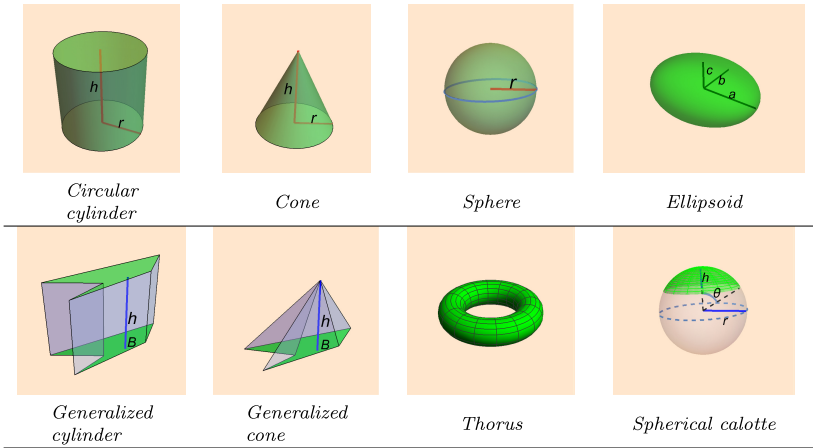 h
r
h
r
r
c
b
a
Circular
cylinder
Cone
Sphere
Ellipsoid
h
B
h
B
h
θ
r
Generalized
cylinder
Generalized
cone
Thorus
Spherical calotte